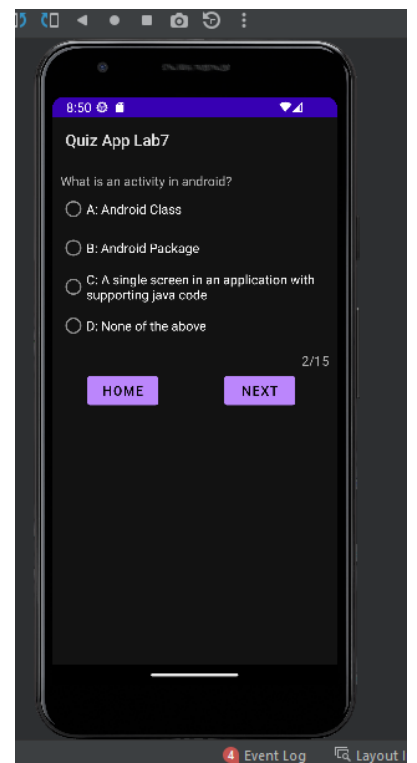 8:50
Quiz App Lab7
What is an activity in android?
A: Android Class
B: Android Package
C: A single screen in an application with
supporting java code
D: None of the above
2/15
HOME NEXT
4 Event Log Layout I